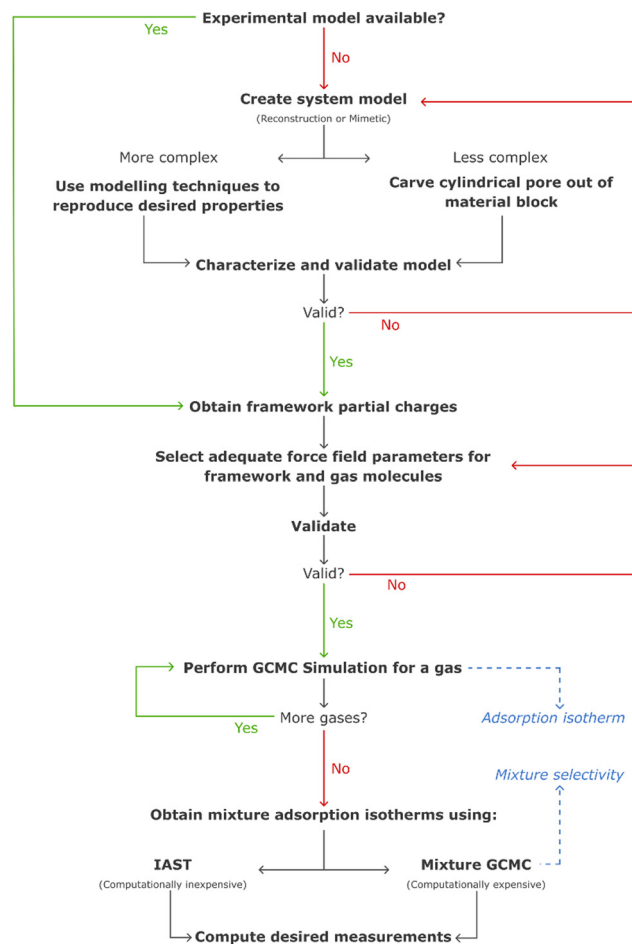 Experimental model available?
Yes
No
Create system model
(Reconstruction or Mimetic)
More complex
Less complex
Use modelling techniques to
reproduce desired properties
Carve cylindrical pore out of
material block
Characterize and validate model
Valid?
No
Yes
Obtain framework partial charges
Select adequate force field parameters for
framework and gas molecules
Validate
Valid?
No
Yes
Perform GCMC Simulation for a gas
More gases?
Yes
Adsorption isotherm
No
Mixture selectivity
Obtain mixture adsorption isotherms using:
IAST
(Computationally inexpensive)
Mixture GCMC
(Computationally expensive)
Compute desired measurements